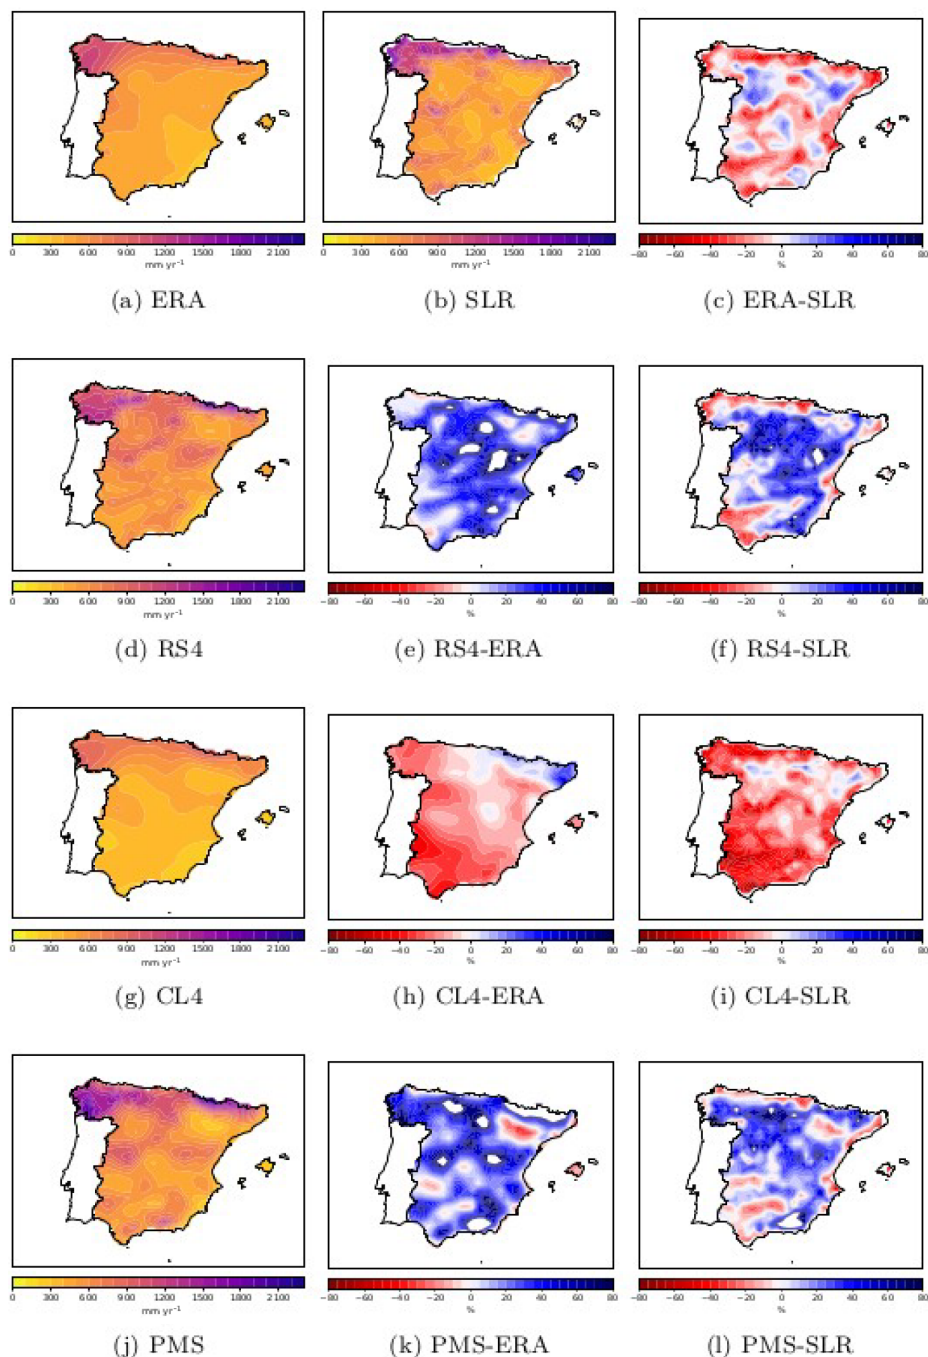 0 300 600 900 1200 1500 1800 2100 0 300 600 900 1200 1500 1800 2100 −80 −60 −40 −20 0 20 40 60 80
mm yr⁻¹ mm yr⁻¹ %
(a) ERA (b) SLR (c) ERA-SLR
0 300 600 900 1200 1500 1800 2100 −80 −60 −40 −20 0 20 40 60 80 −80 −60 −40 −20 0 20 40 60 80
mm yr⁻¹ % %
(d) RS4 (e) RS4-ERA (f) RS4-SLR
0 300 600 900 1200 1500 1800 2100 −80 −60 −40 −20 0 20 40 60 80 −80 −60 −40 −20 0 20 40 60 80
mm yr⁻¹ % %
(g) CL4 (h) CL4-ERA (i) CL4-SLR
0 300 600 900 1200 1500 1800 2100 −80 −60 −40 −20 0 20 40 60 80 −80 −60 −40 −20 0 20 40 60 80
mm yr⁻¹ % %
(j) PMS (k) PMS-ERA (l) PMS-SLR